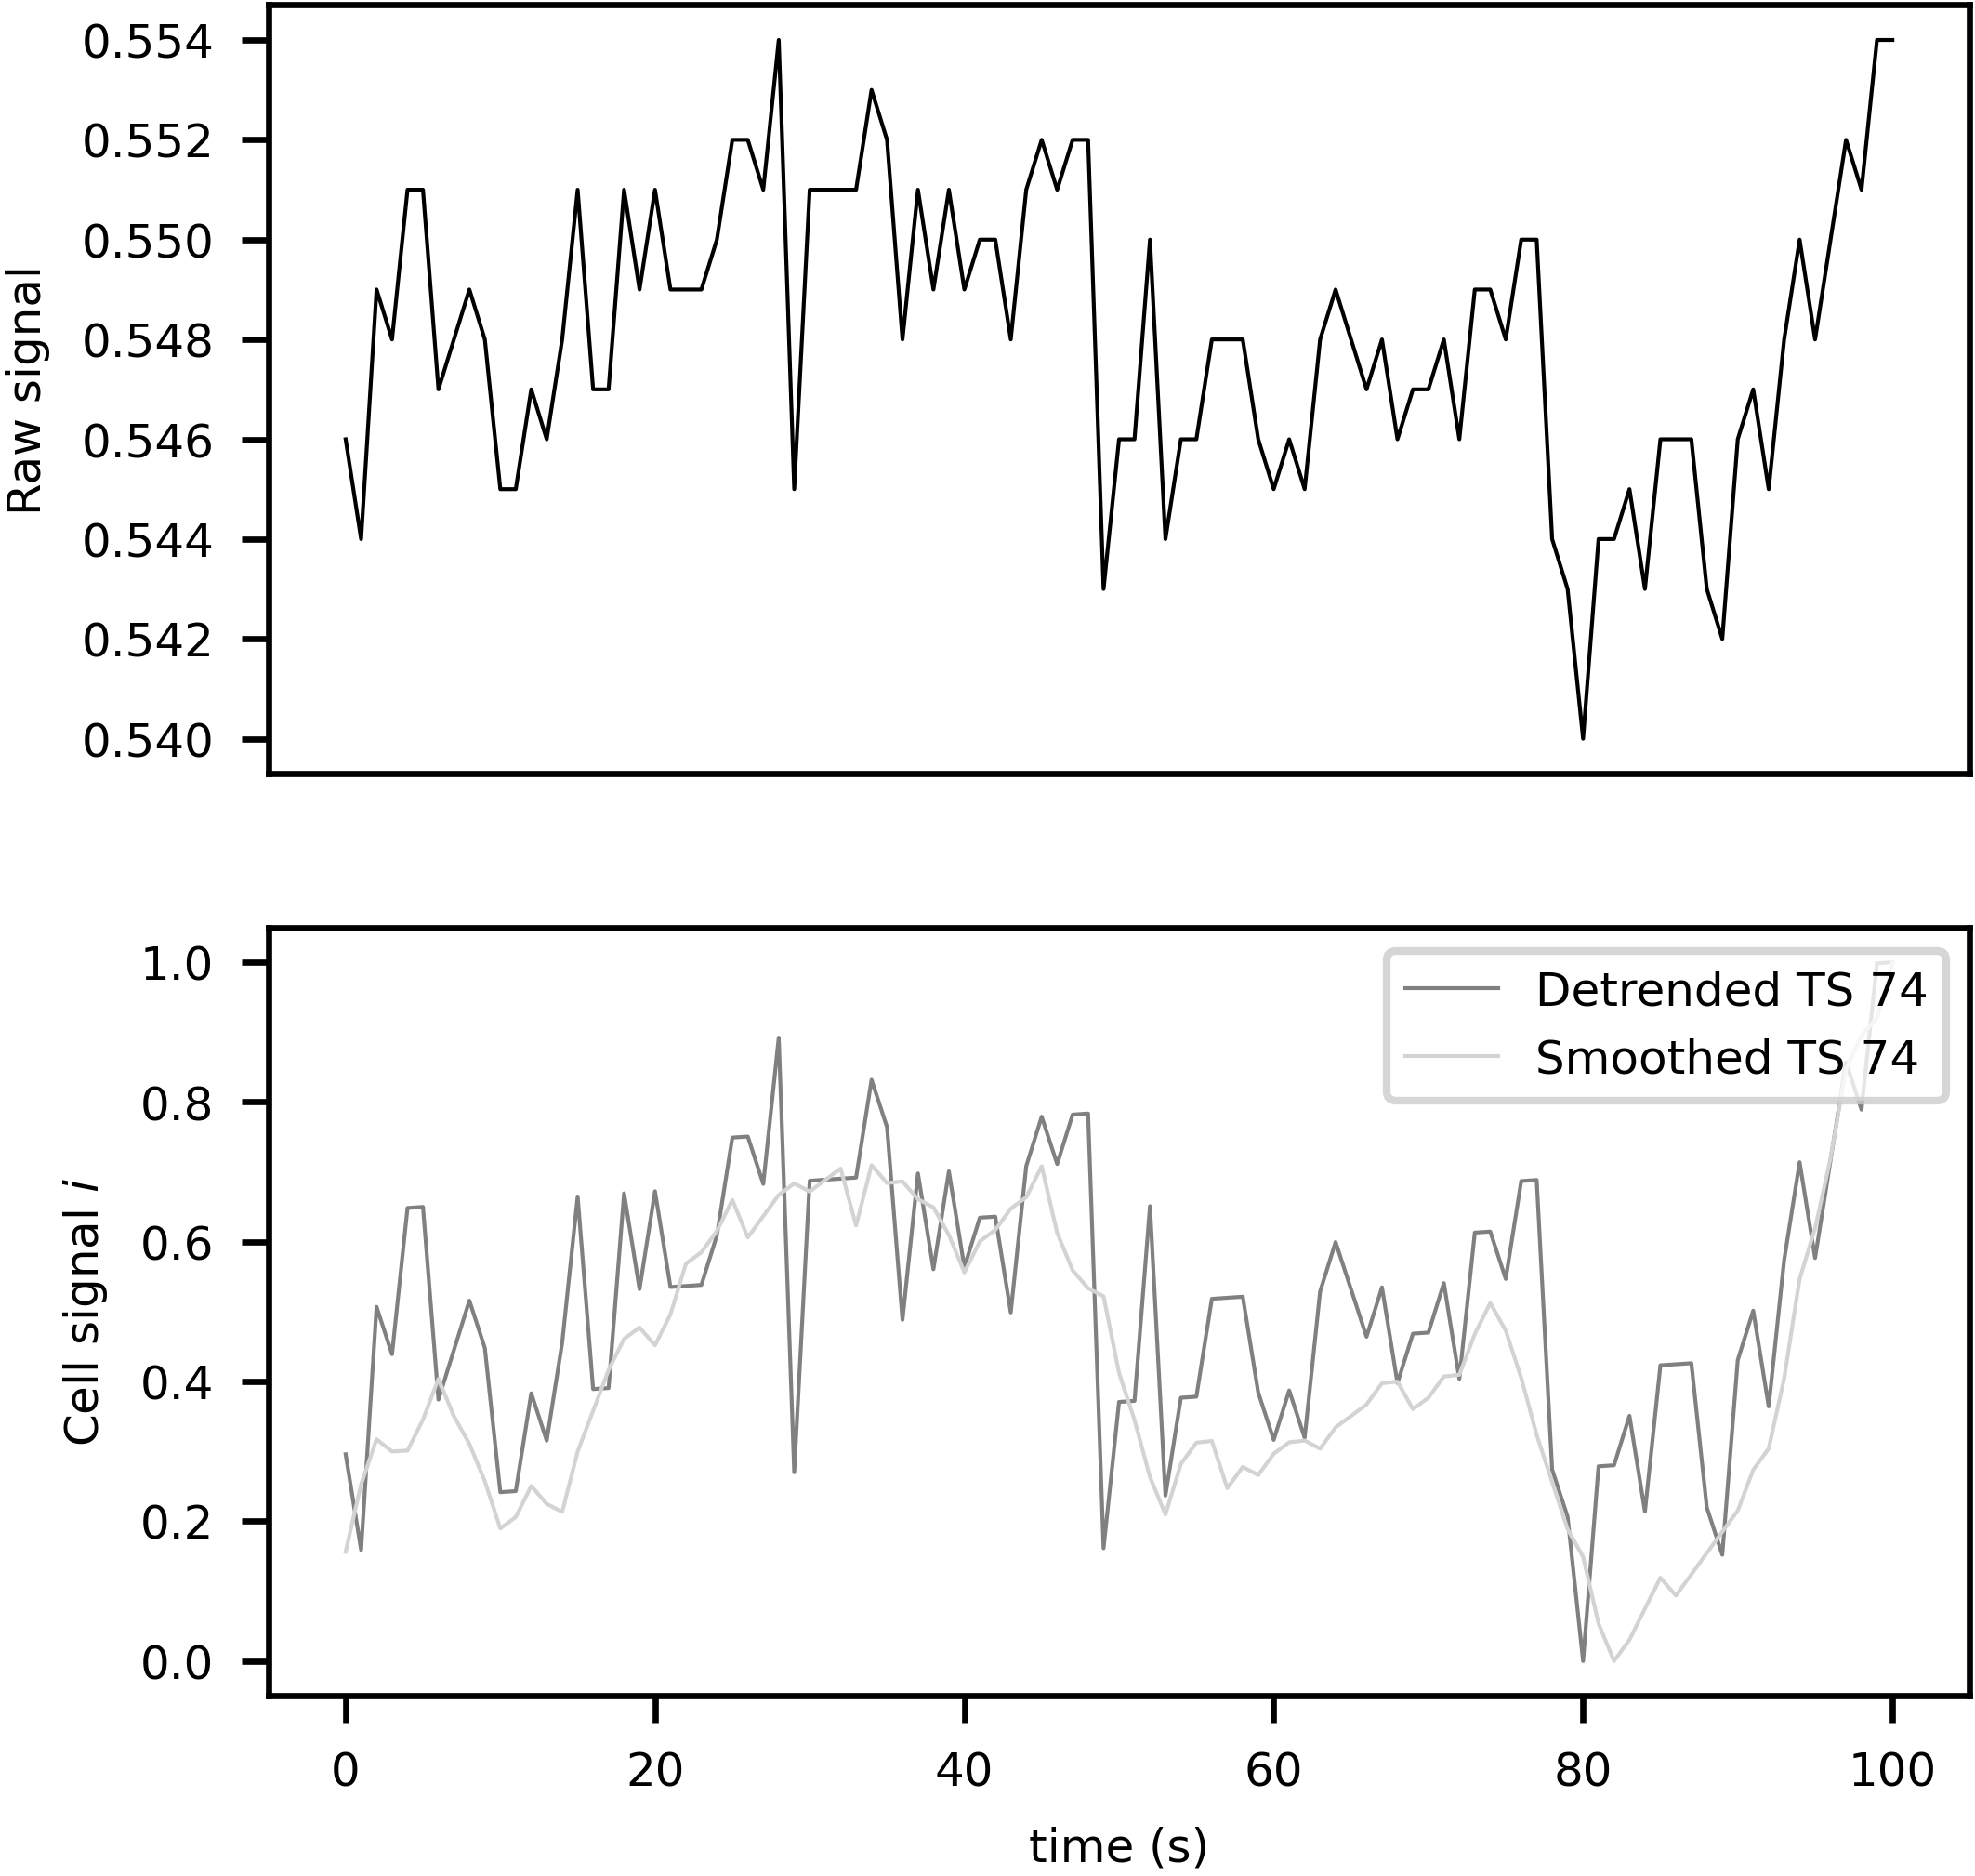 0.554
0.552
0.550
0.548
0.546
0.544
0.542
0.540
Raw signal
1.0
0.8
0.6
0.4
0.2
0.0
Cell signal i
Detrended TS 74
Smoothed TS 74
0 20 40 60 80 100
time (s)